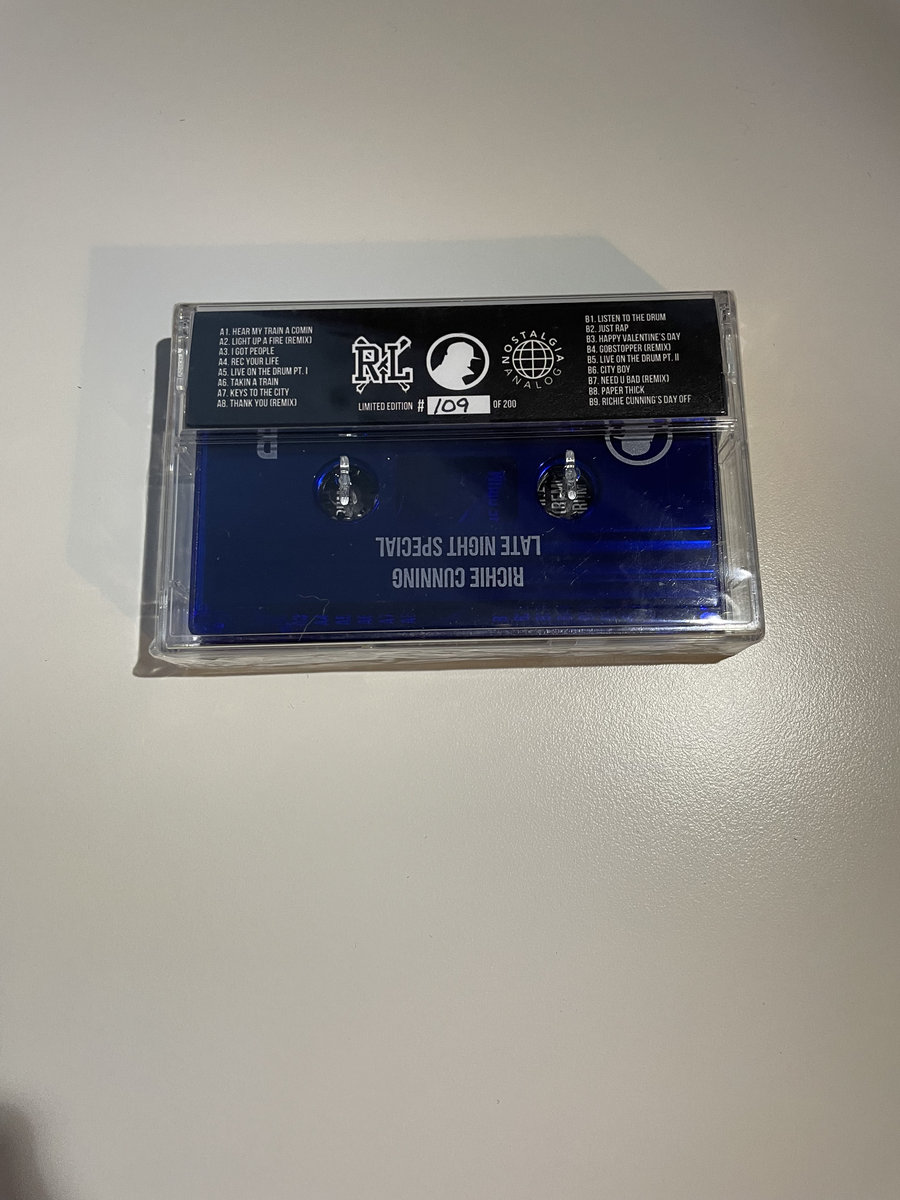 A1. HEAR MY TRAIN A COMIN
A2. LIGHT UP A FIRE (REMIX)
A3. I GOT PEOPLE
A4. REC YOUR LIFE
A5. LIVE ON THE DRUM PT. I
A6. TAKIN A TRAIN
A7. KEYS TO THE CITY
A8. THANK YOU (REMIX)
RL
NOSTALGIA
ANALOG
LIMITED EDITION # 109 OF 200
B1. LISTEN TO THE DRUM
B2. JUST RAP
B3. HAPPY VALENTINE'S DAY
B4. GOBSTOPPER (REMIX)
B5. LIVE ON THE DRUM PT. II
B6. CITY BOY
B7. NEED U BAD (REMIX)
B8. PAPER THICK
B9. RICHIE CUNNING'S DAY OFF
RICHIE CUNNING
LATE NIGHT SPECIAL